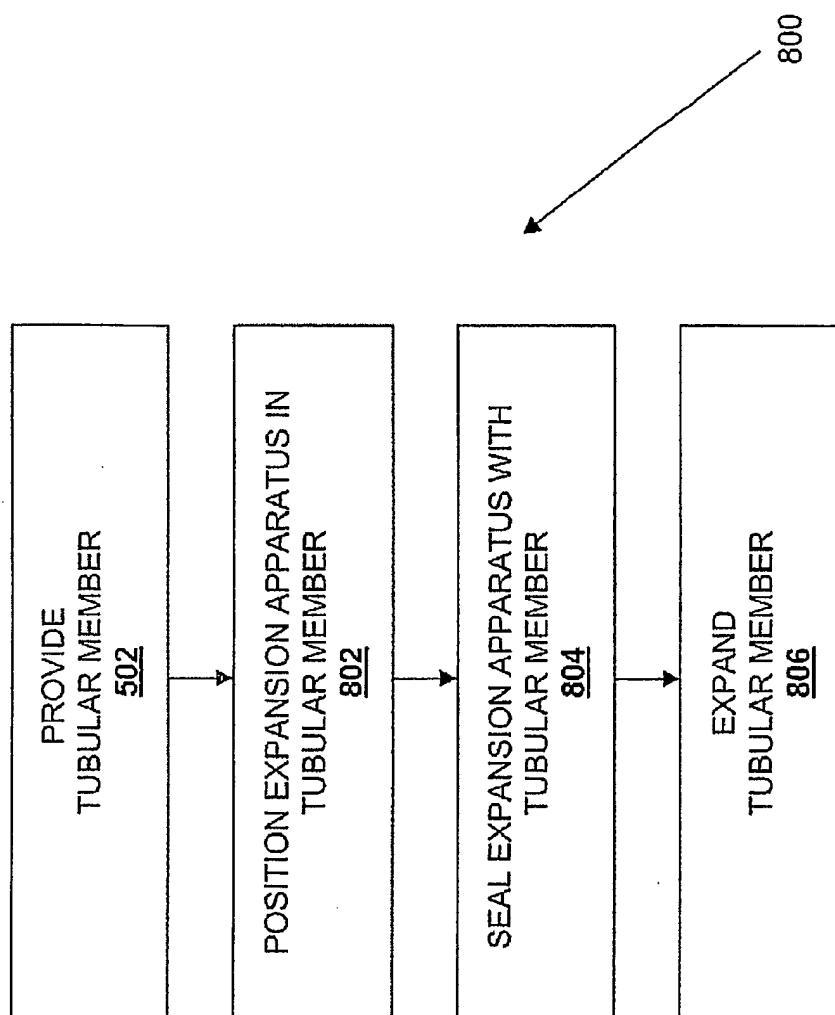 PROVIDE
TUBULAR MEMBER
502
POSITION EXPANSION APPARATUS IN
TUBULAR MEMBER
802
SEAL EXPANSION APPARATUS WITH
TUBULAR MEMBER
804
EXPAND
TUBULAR MEMBER
806
800